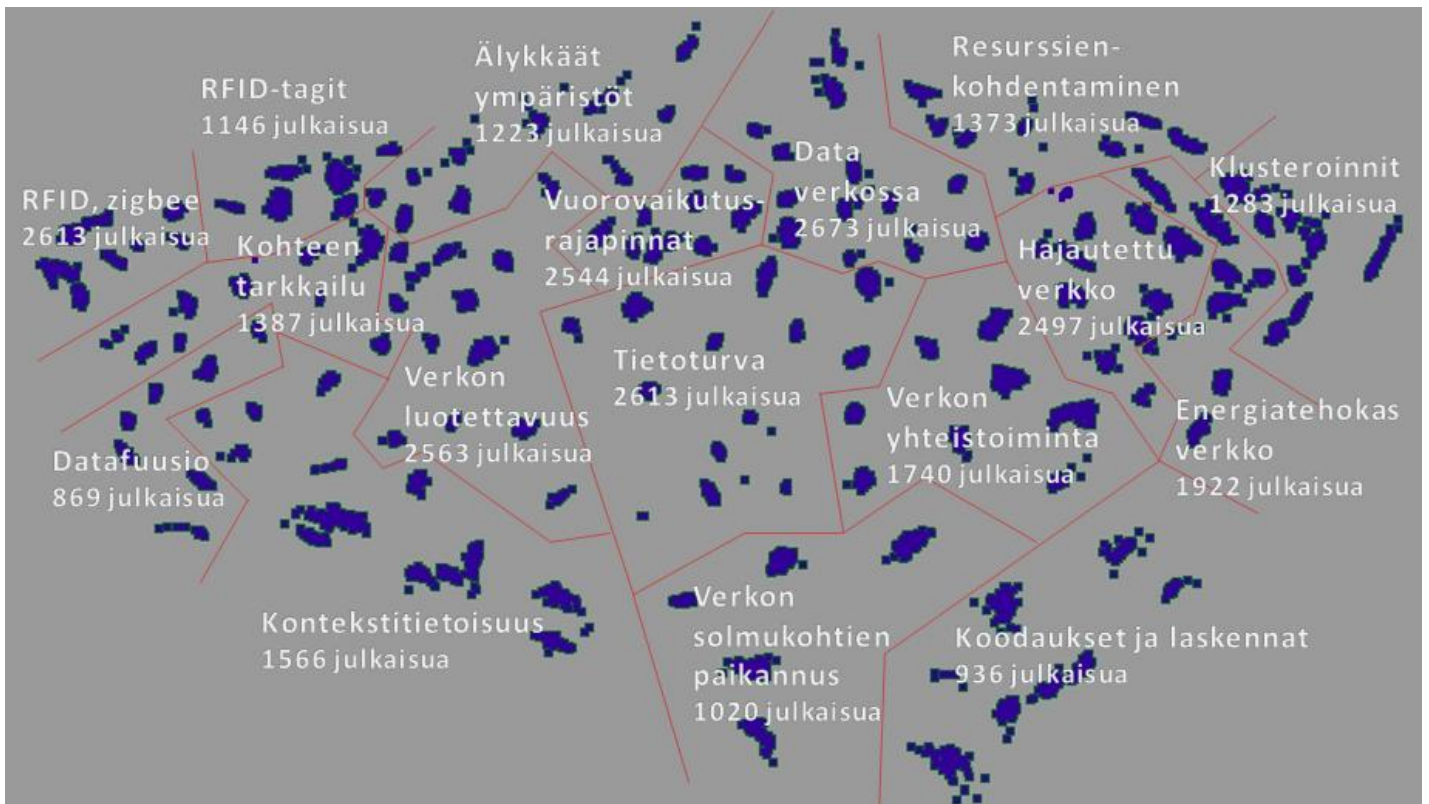 RFID-tagit
1146 julkaisua
Älykkäät
ympäristöt
1223 julkaisua
Resurssien-
kohdentaminen
1373 julkaisua
RFID, zigbee
2613 julkaisua
Kohteen
tarkkailu
1387 julkaisua
Vuorovaikutus-
rajapinnat
2544 julkaisua
Data
verkossa
2673 julkaisua
Klusteroinnit
1283 julkaisua
Hajautettu
verkko
2497 julkaisua
Datafuusio
869 julkaisua
Verkon
luotettavuus
2563 julkaisua
Tietoturva
2613 julkaisua
Verkon
yhteistoiminta
1740 julkaisua
Energiatehokas
verkko
1922 julkaisua
Kontekstitietoisuus
1566 julkaisua
Verkon
solmukohtien
paikannus
1020 julkaisua
Koodaukset ja laskennat
936 julkaisua